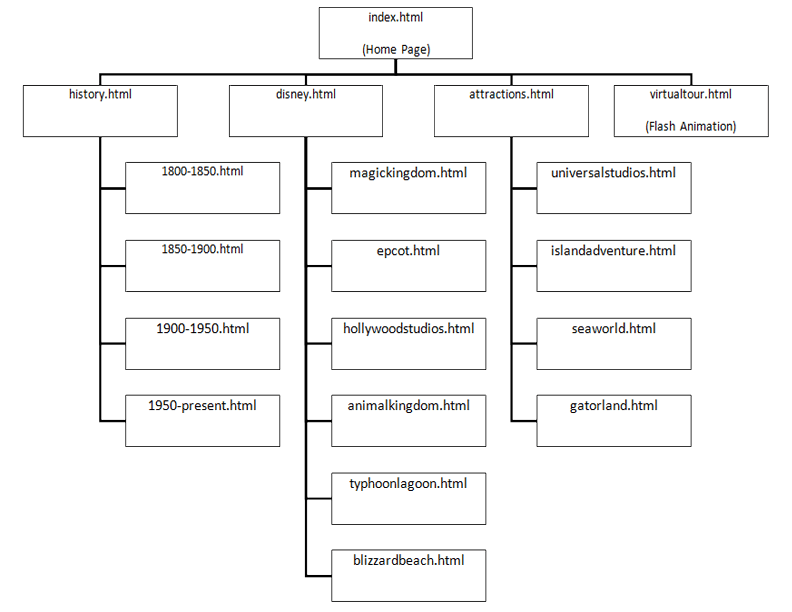 index.html
(Home Page)
history.html
disney.html
attractions.html
virtualtour.html
(Flash Animation)
1800-1850.html
magickingdom.html
universalstudios.html
1850-1900.html
epcot.html
islandadventure.html
1900-1950.html
hollywoodstudios.html
seaworld.html
1950-present.html
animalkingdom.html
gatorland.html
typhoonlagoon.html
blizzardbeach.html